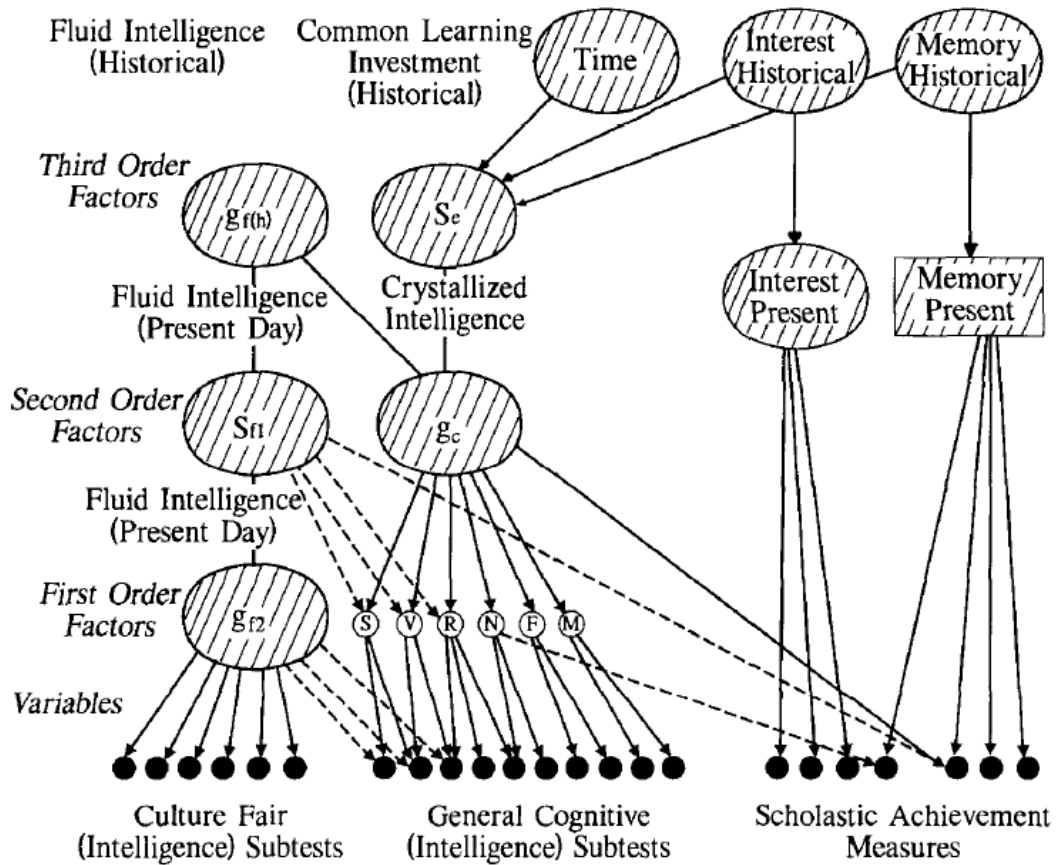 Fluid Intelligence
(Historical)
Common Learning
Investment
(Historical)
Time
Interest
Historical
Memory
Historical
Third Order
Factors
gf(h)
Se
Fluid Intelligence
(Present Day)
Crystallized
Intelligence
Interest
Present
Memory
Present
Second Order
Factors
Sf1
gc
Fluid Intelligence
(Present Day)
First Order
Factors
gf2
S
V
R
N
F
M
Variables
Culture Fair
(Intelligence) Subtests
General Cognitive
(Intelligence) Subtests
Scholastic Achievement
Measures